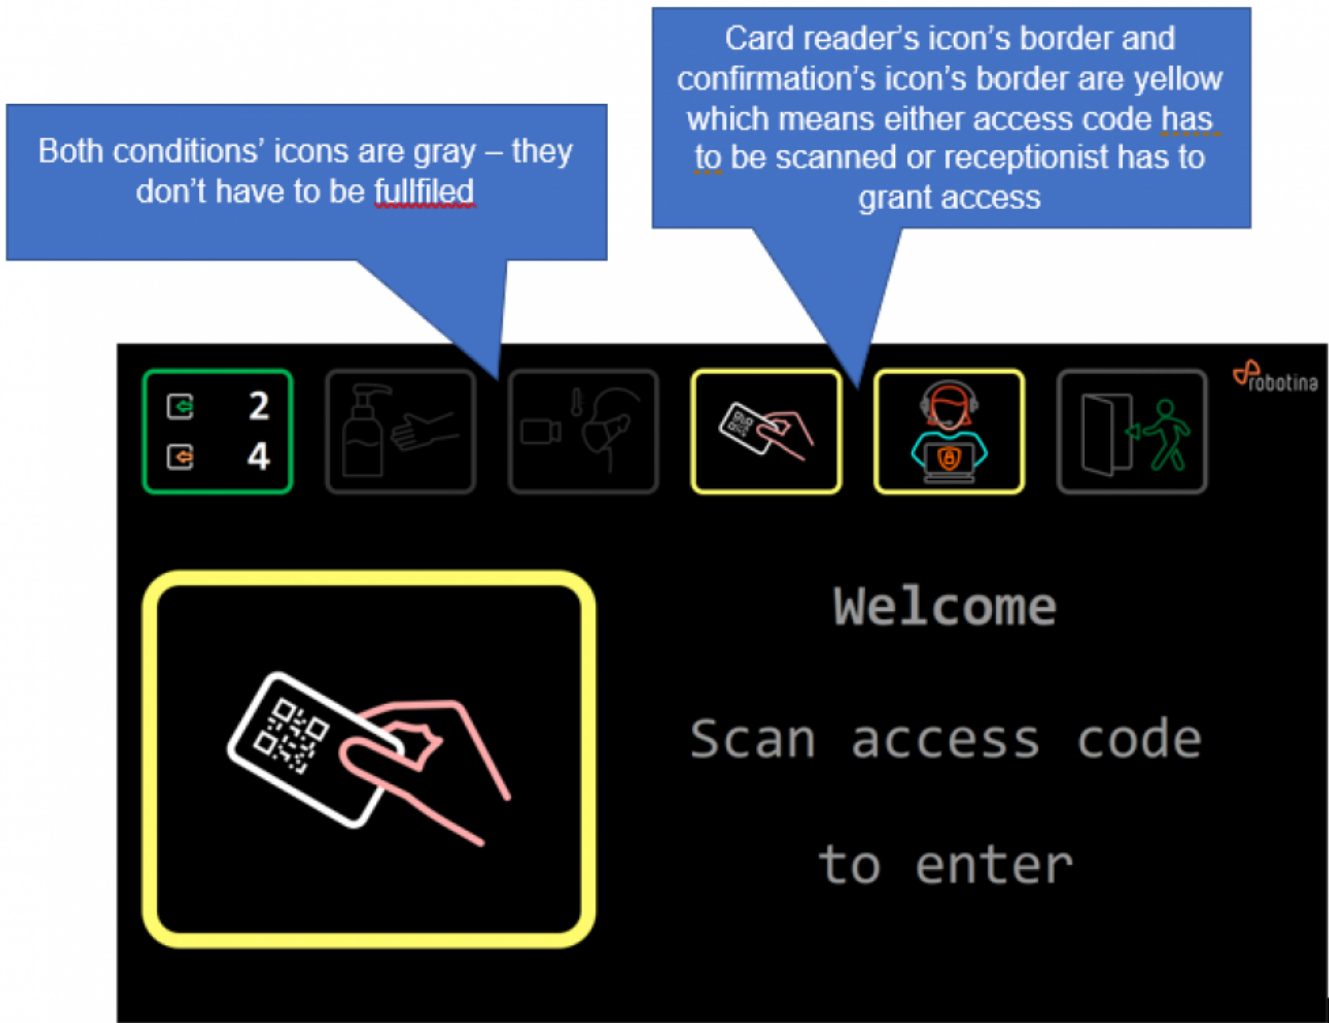 Both conditions’ icons are gray – they
don’t have to be fullfiled
Card reader’s icon’s border and
confirmation’s icon’s border are yellow
which means either access code has
to be scanned or receptionist has to
grant access
2
4
robotina
Welcome
Scan access code
to enter